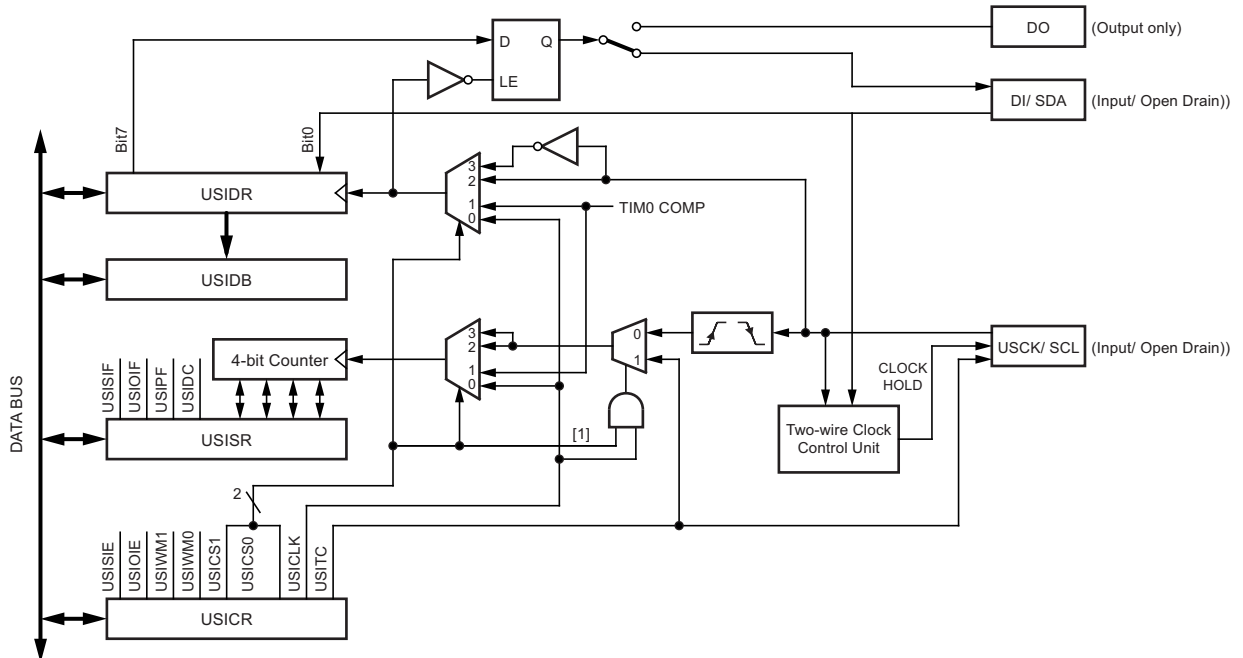 DO (Output only)
D Q
LE
DI/ SDA (Input/ Open Drain))
Bit7
Bit0
3
2
1
0
USIDR
TIM0 COMP
USIDB
3
2
1
0
0
1
4-bit Counter
USCK/ SCL (Input/ Open Drain))
CLOCK
HOLD
USISIF
USIOIF
USIPF
USIDC
[1]
Two-wire Clock
Control Unit
USISR
DATA BUS
2
USISIE
USIOIE
USIWM1
USIWM0
USICS1
USICS0
USICLK
USITC
USICR